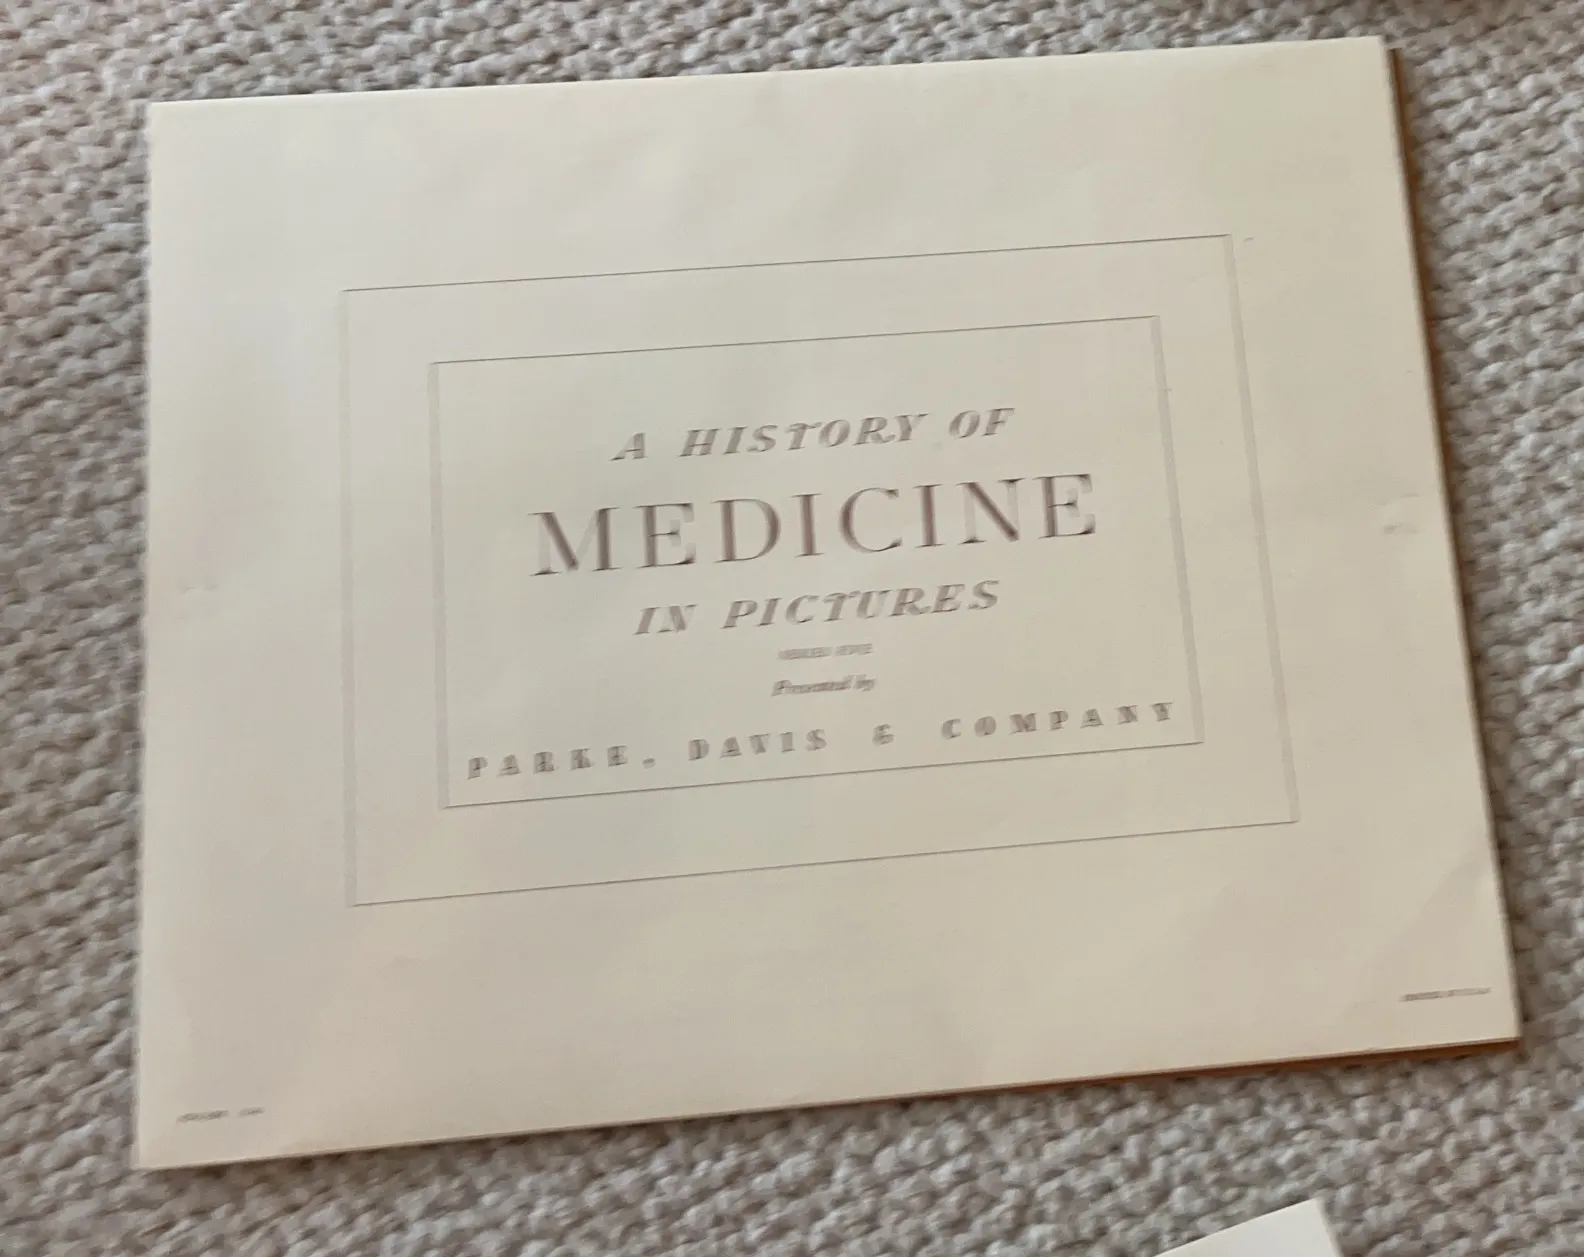 A HISTORY OF
MEDICINE
IN PICTURES
Presented by
PARKE, DAVIS & COMPANY